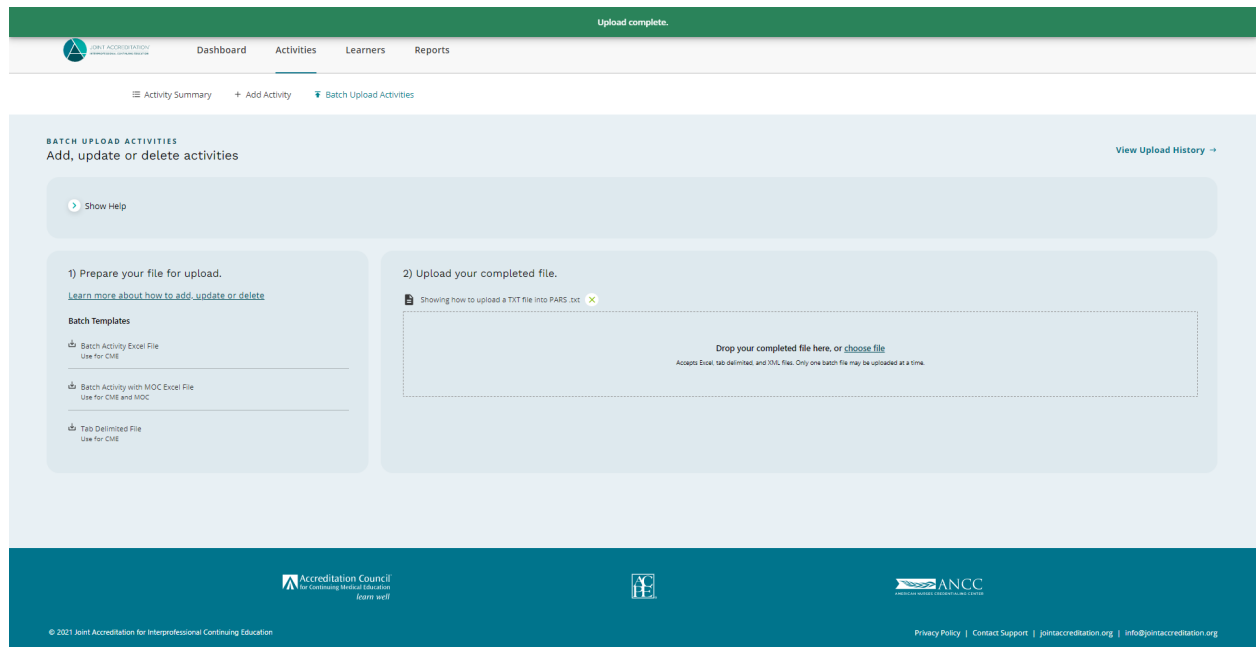 Upload complete.
JOINT ACCREDITATION
INTERPROFESSIONAL CONTINUING EDUCATION
Dashboard Activities Learners Reports
Activity Summary + Add Activity Batch Upload Activities
BATCH UPLOAD ACTIVITIES
Add, update or delete activities
View Upload History →
Show Help
1) Prepare your file for upload.
Learn more about how to add, update or delete
Batch Templates
Batch Activity Excel File
Use for CME
Batch Activity with MOC Excel File
Use for CME and MOC
Tab Delimited File
Use for CME
2) Upload your completed file.
Showing how to upload a TXT file into PARS .txt
Drop your completed file here, or choose file
Accepts Excel, tab delimited, and XML files. Only one batch file may be uploaded at a time.
Accreditation Council
for Continuing Medical Education
learn well
ACPE
ANCC
AMERICAN NURSES CREDENTIALING CENTER
© 2021 Joint Accreditation for Interprofessional Continuing Education
Privacy Policy | Contact Support | jointaccreditation.org | info@jointaccreditation.org